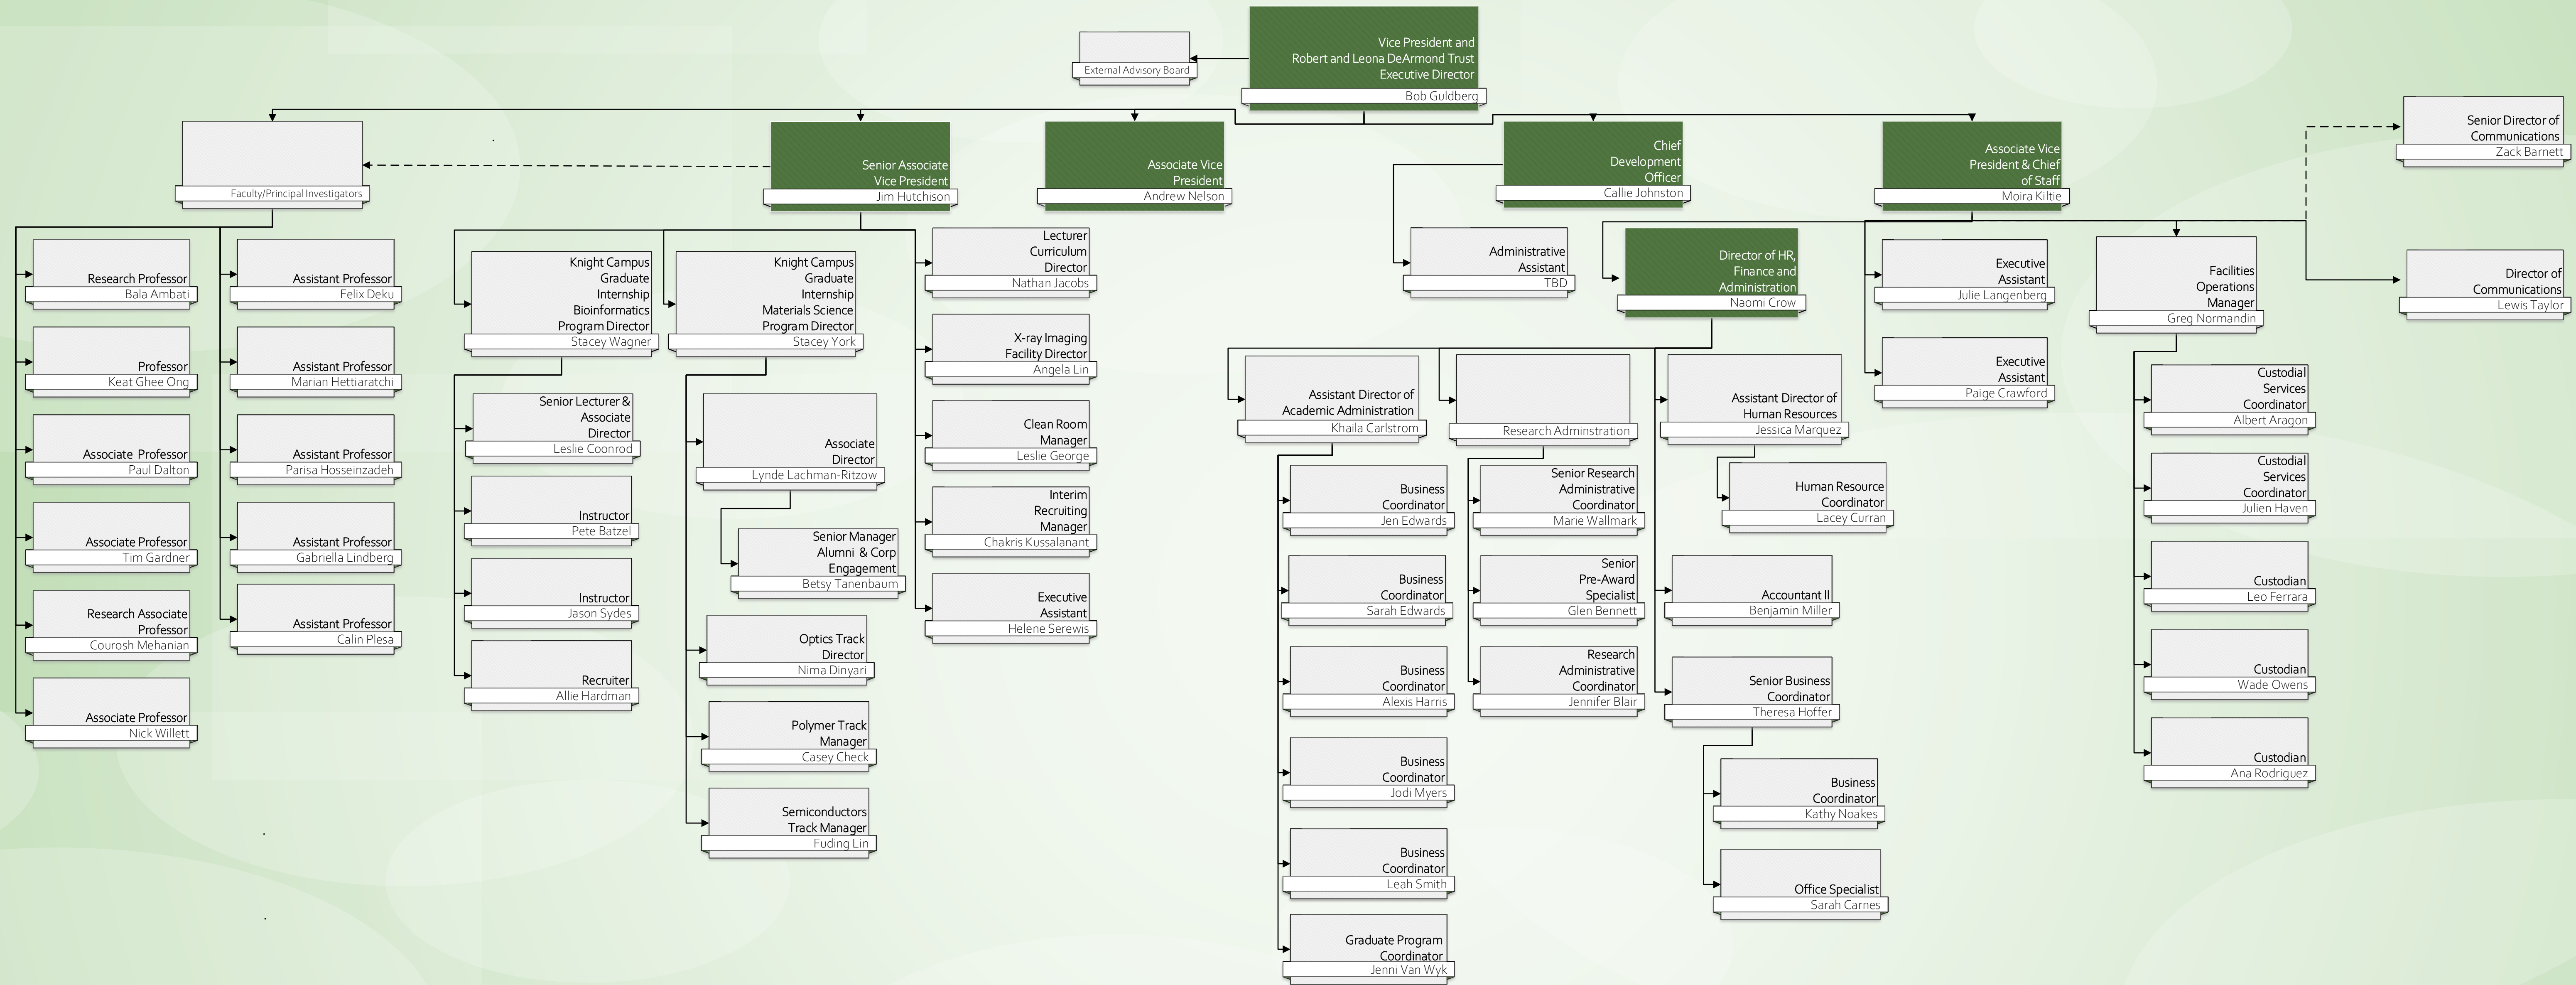 Vice President and
Robert and Leona DeArmond Trust
Executive Director
Bob Guldberg
External Advisory Board
Faculty/Principal Investigators
Senior Associate
Vice President
Jim Hutchison
Associate Vice
President
Andrew Nelson
Chief
Development
Officer
Callie Johnston
Associate Vice
President & Chief
of Staff
Moira Kiltie
Senior Director of
Communications
Zack Barnett
Research Professor
Bala Ambati
Professor
Keat Ghee Ong
Associate  Professor
Paul Dalton
Associate Professor
Tim Gardner
Research Associate
Professor
Courosh Mehanian
Associate Professor
Nick Willett
Assistant Professor
Felix Deku
Assistant Professor
Marian Hettiaratchi
Assistant Professor
Parisa Hosseinzadeh
Assistant Professor
Gabriella Lindberg
Assistant Professor
Calin Plesa
Knight Campus
Graduate
Internship
Bioinformatics
Program Director
Stacey Wagner
Senior Lecturer &
Associate
Director
Leslie Coonrod
Instructor
Pete Batzel
Instructor
Jason Sydes
Recruiter
Allie Hardman
Knight Campus
Graduate
Internship
Materials Science
Program Director
Stacey York
Associate
Director
Lynde Lachman-Ritzow
Senior Manager
Alumni  & Corp
Engagement
Betsy Tanenbaum
Optics Track
Director
Nima Dinyari
Polymer Track
Manager
Casey Check
Semiconductors
Track Manager
Fuding Lin
Lecturer
Curriculum
Director
Nathan Jacobs
X-ray Imaging
Facility Director
Angela Lin
Clean Room
Manager
Leslie George
Interim
Recruiting
Manager
Chakris Kussalanant
Executive
Assistant
Helene Serewis
Administrative
Assistant
TBD
Director of HR,
Finance and
Administration
Naomi Crow
Assistant Director of
Academic Administration
Khaila Carlstrom
Business
Coordinator
Jen Edwards
Business
Coordinator
Sarah Edwards
Business
Coordinator
Alexis Harris
Business
Coordinator
Jodi Myers
Business
Coordinator
Leah Smith
Graduate Program
Coordinator
Jenni Van Wyk
Research Adminstration
Senior Research
Administrative
Coordinator
Marie Wallmark
Senior
Pre-Award
Specialist
Glen Bennett
Research
Administrative
Coordinator
Jennifer Blair
Assistant Director of
Human Resources
Jessica Marquez
Human Resource
Coordinator
Lacey Curran
Accountant II
Benjamin Miller
Senior Business
Coordinator
Theresa Hoffer
Business
Coordinator
Kathy Noakes
Office Specialist
Sarah Carnes
Executive
Assistant
Julie Langenberg
Executive
Assistant
Paige Crawford
Facilities
Operations
Manager
Greg Normandin
Custodial
Services
Coordinator
Albert Aragon
Custodial
Services
Coordinator
Julien Haven
Custodian
Leo Ferrara
Custodian
Wade Owens
Custodian
Ana Rodriguez
Director of
Communications
Lewis Taylor